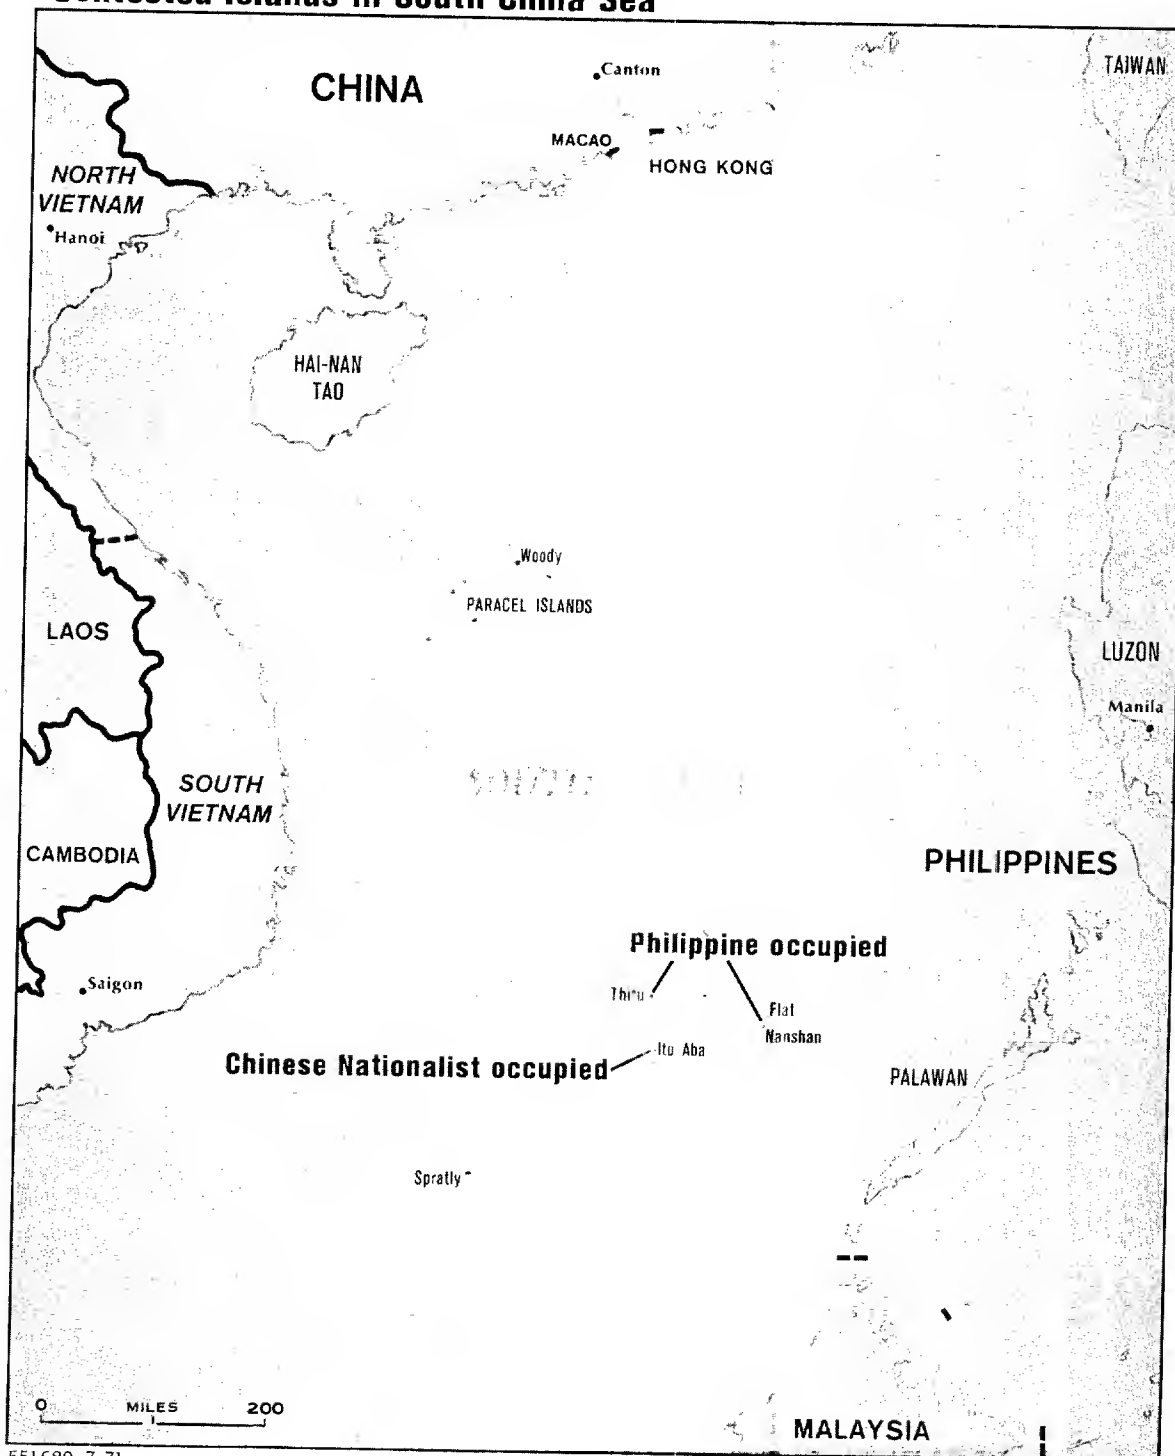 Contested Islands in South China Sea
CHINA
Canton
TAIWAN
MACAO
HONG KONG
NORTH
VIETNAM
Hanoi
HAI-NAN
TAO
Woody
PARACEL ISLANDS
LAOS
LUZON
Manila
SOUTH
VIETNAM
CAMBODIA
PHILIPPINES
Philippine occupied
Saigon
Flat
Nanshan
Itu Aba
Chinese Nationalist occupied
PALAWAN
Spratly
0 MILES 200
MALAYSIA